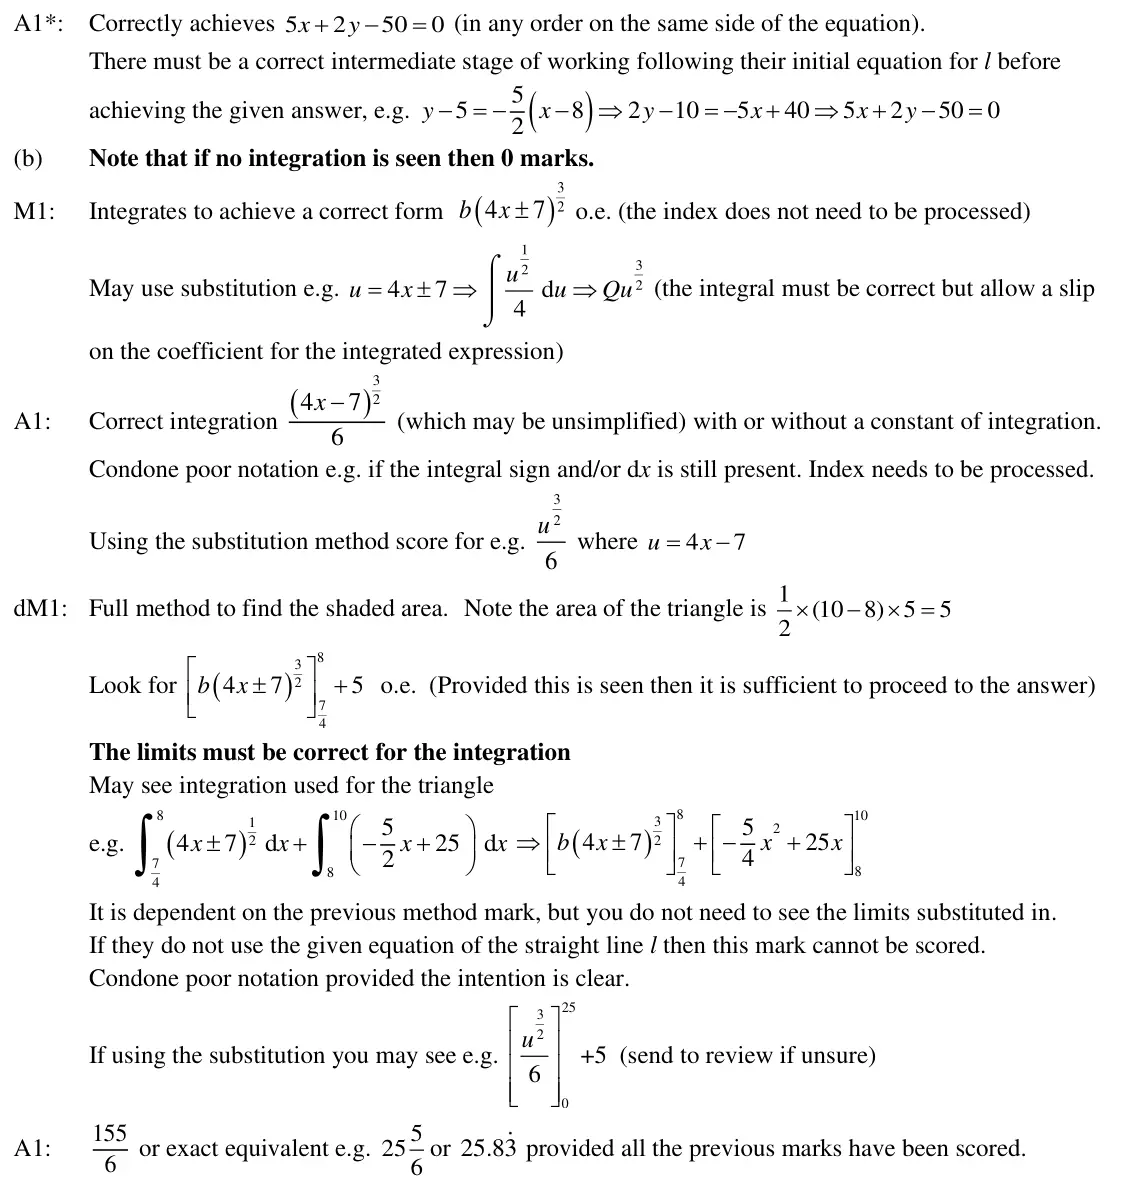 A1*: Correctly achieves 5x + 2y − 50 = 0 (in any order on the same side of the equation).
There must be a correct intermediate stage of working following their initial equation for l before
achieving the given answer, e.g. y − 5 = −5/2(x − 8) ⇒ 2y − 10 = −5x + 40 ⇒ 5x + 2y − 50 = 0
(b) Note that if no integration is seen then 0 marks.
M1: Integrates to achieve a correct form b(4x ± 7)^(3/2) o.e. (the index does not need to be processed)
May use substitution e.g. u = 4x ± 7 ⇒ ∫ u^(1/2)/4 du ⇒ Qu^(3/2) (the integral must be correct but allow a slip
on the coefficient for the integrated expression)
A1: Correct integration (4x − 7)^(3/2)/6 (which may be unsimplified) with or without a constant of integration.
Condone poor notation e.g. if the integral sign and/or dx is still present. Index needs to be processed.
Using the substitution method score for e.g. u^(3/2)/6 where u = 4x − 7
dM1: Full method to find the shaded area. Note the area of the triangle is 1/2 × (10 − 8) × 5 = 5
Look for [b(4x ± 7)^(3/2)]_(7/4)^8 + 5 o.e. (Provided this is seen then it is sufficient to proceed to the answer)
The limits must be correct for the integration
May see integration used for the triangle
e.g. ∫_(7/4)^8 (4x ± 7)^(1/2) dx + ∫_8^10 (−5/2 x + 25) dx ⇒ [b(4x ± 7)^(3/2)]_(7/4)^8 + [−5/4 x^2 + 25x]_8^10
It is dependent on the previous method mark, but you do not need to see the limits substituted in.
If they do not use the given equation of the straight line l then this mark cannot be scored.
Condone poor notation provided the intention is clear.
If using the substitution you may see e.g. [u^(3/2)/6]_0^25 +5 (send to review if unsure)
A1: 155/6 or exact equivalent e.g. 25 5/6 or 25.83̇ provided all the previous marks have been scored.